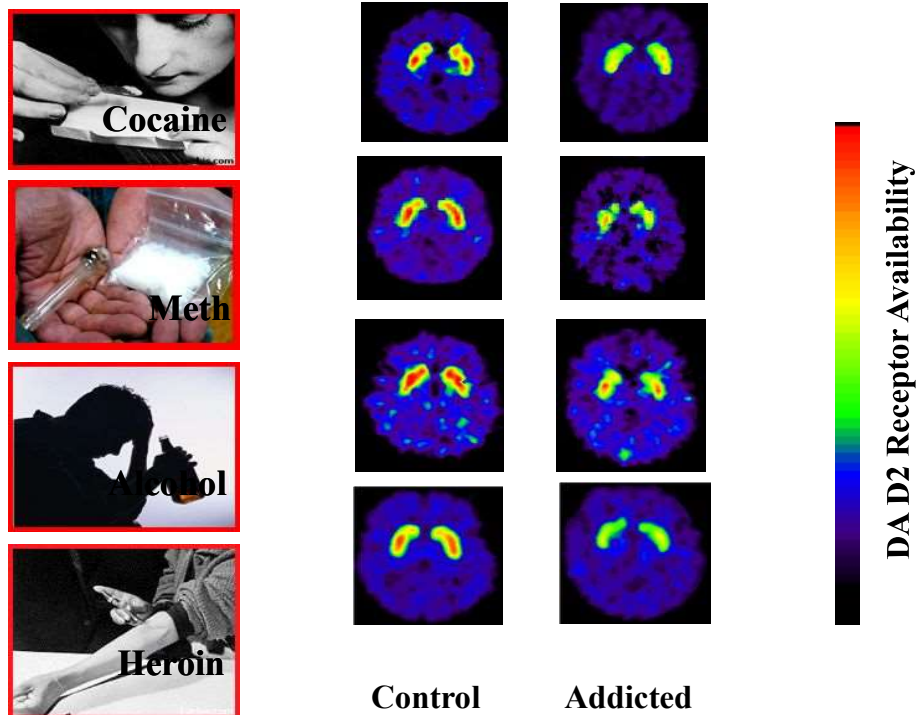 Cocaine
Meth
Alcohol
Heroin
Control
Addicted
DA D2 Receptor Availability